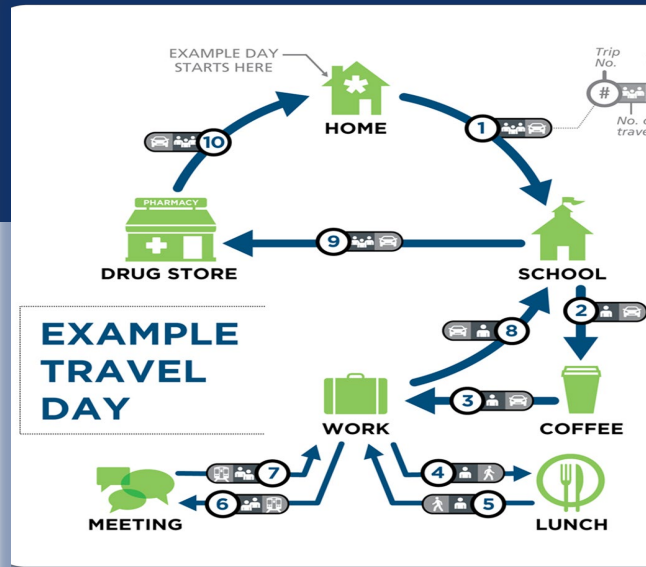 EXAMPLE DAY
STARTS HERE
Trip
No.
#
No.
HOME
1
10
PHARMACY
DRUG STORE
9
SCHOOL
2
8
EXAMPLE
TRAVEL
DAY
WORK
3
COFFEE
7
4
6
5
MEETING
LUNCH